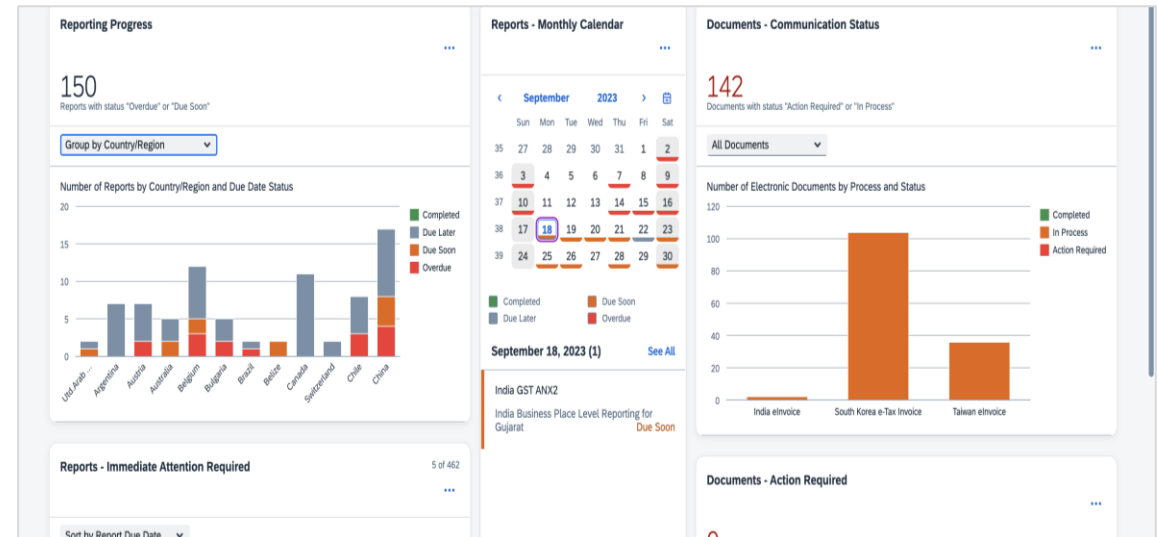 Reporting Progress
...
150
Reports with status "Overdue" or "Due Soon"
Group by Country/Region
Number of Reports by Country/Region and Due Date Status
20
15
10
5
0
Utd.Arab ...
Argentina
Austria
Australia
Belgium
Bulgaria
Brazil
Belize
Canada
Switzerland
Chile
China
Completed
Due Later
Due Soon
Overdue
Reports - Immediate Attention Required
5 of 462
...
Sort by Report Due Date
Reports - Monthly Calendar
...
September 2023
Sun Mon Tue Wed Thu Fri Sat
35 27 28 29 30 31 1 2
36 3 4 5 6 7 8 9
37 10 11 12 13 14 15 16
38 17 18 19 20 21 22 23
39 24 25 26 27 28 29 30
Completed Due Soon
Due Later Overdue
September 18, 2023 (1) See All
India GST ANX2
India Business Place Level Reporting for
Gujarat Due Soon
Documents - Communication Status
...
142
Documents with status "Action Required" or "In Process"
All Documents
Number of Electronic Documents by Process and Status
120
100
80
60
40
20
0
India eInvoice
South Korea e-Tax Invoice
Taiwan eInvoice
Completed
In Process
Action Required
Documents - Action Required
...